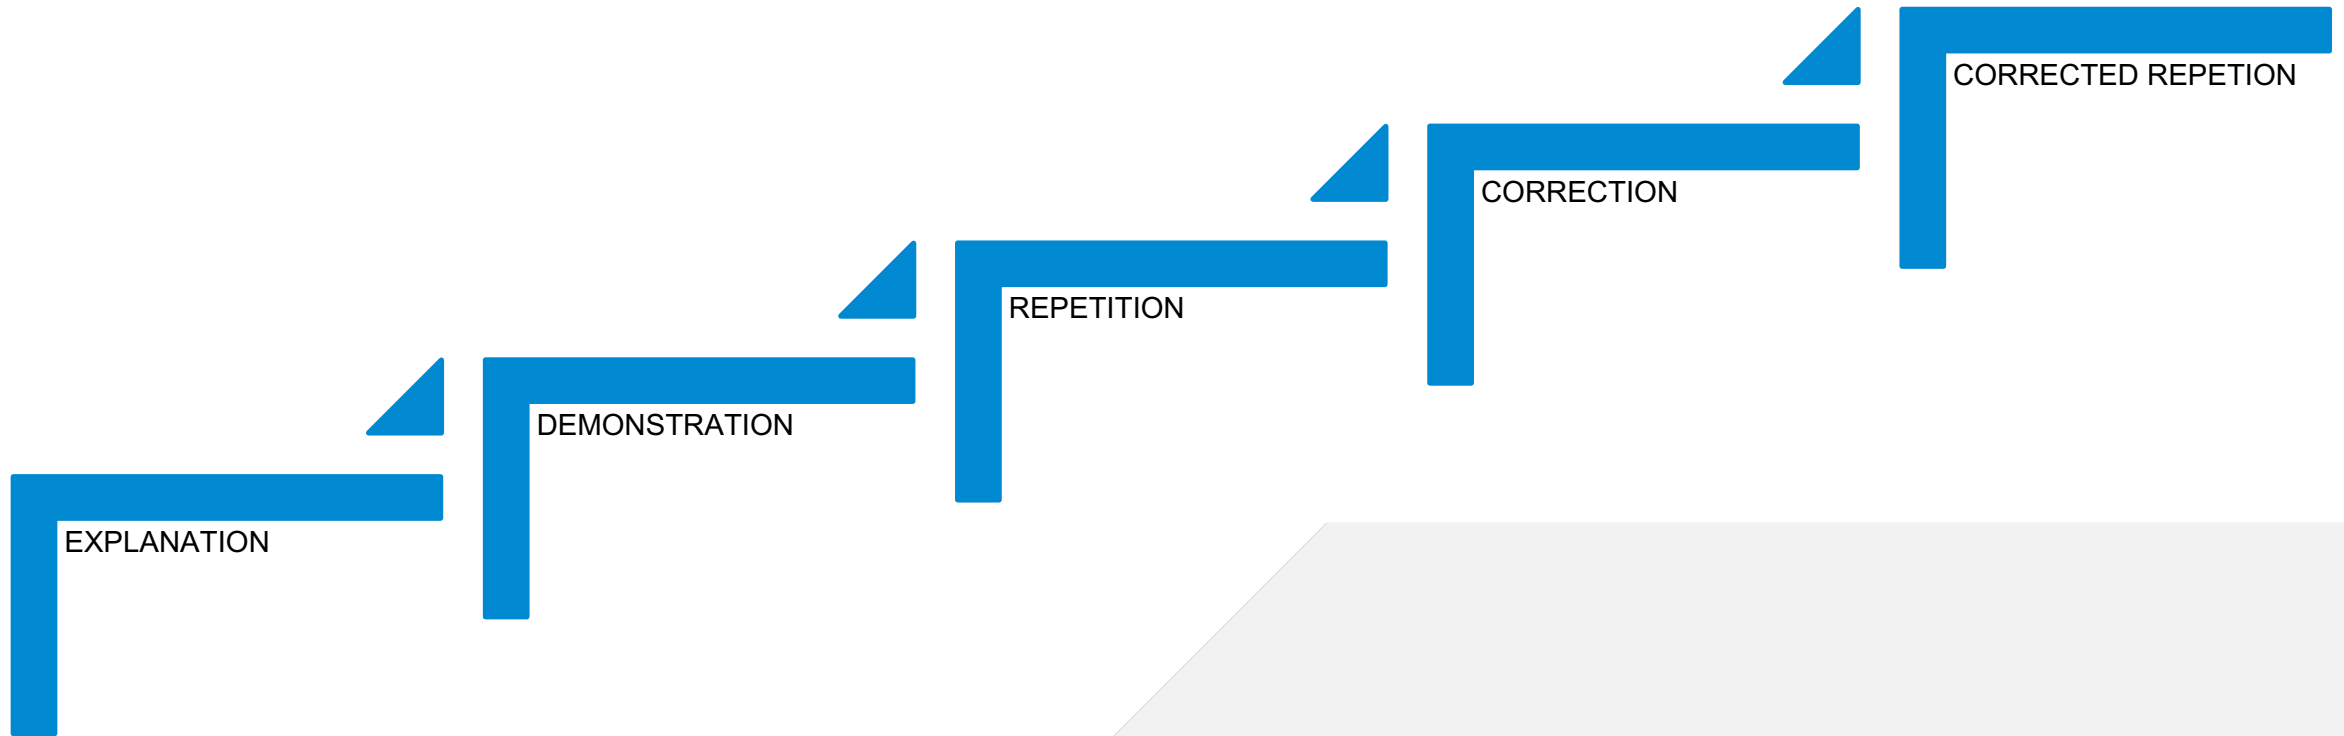 EXPLANATION
DEMONSTRATION
REPETITION
CORRECTION
CORRECTED REPETION